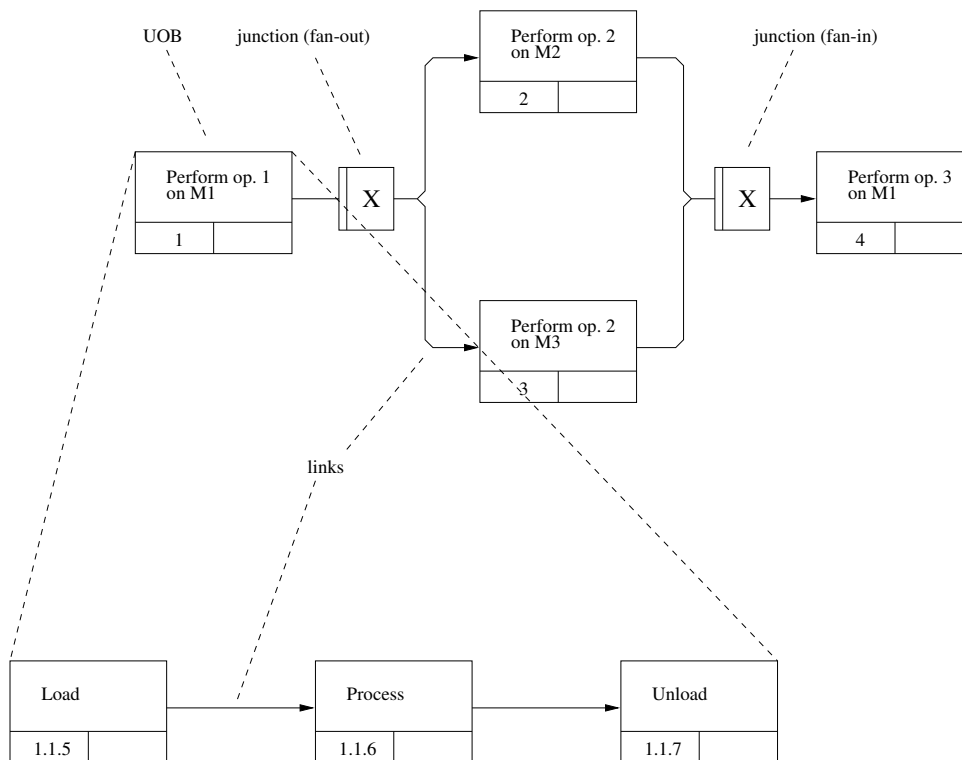 UOB
junction (fan-out)
junction (fan-in)
Perform op. 2
on M2
2
Perform op. 1
on M1
1
X
X
Perform op. 3
on M1
4
Perform op. 2
on M3
3
links
Load
1.1.5
Process
1.1.6
Unload
1.1.7